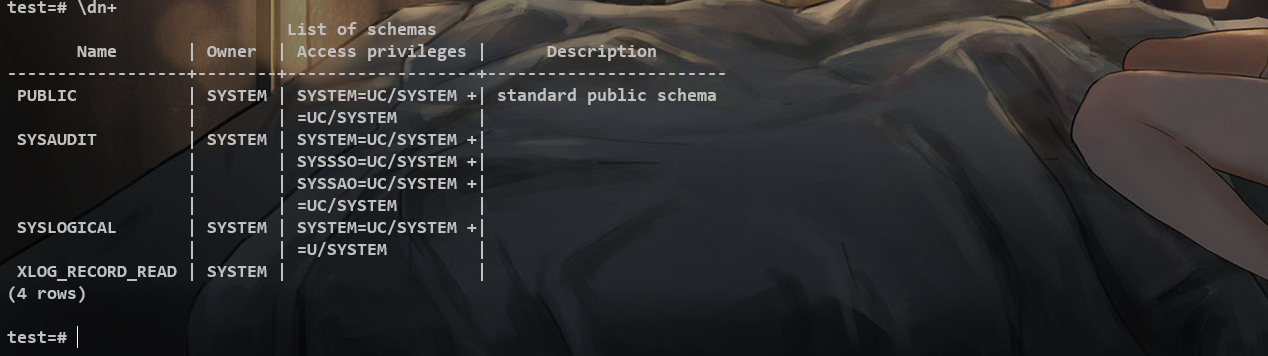 test=# \dn+
                            List of schemas
       Name       | Owner  | Access privileges |      Description
------------------+--------+-------------------+------------------------
 PUBLIC           | SYSTEM | SYSTEM=UC/SYSTEM +| standard public schema
                  |        | =UC/SYSTEM        |
 SYSAUDIT         | SYSTEM | SYSTEM=UC/SYSTEM +|
                  |        | SYSSSO=UC/SYSTEM +|
                  |        | SYSSAO=UC/SYSTEM +|
                  |        | =UC/SYSTEM        |
 SYSLOGICAL       | SYSTEM | SYSTEM=UC/SYSTEM +|
                  |        | =U/SYSTEM         |
 XLOG_RECORD_READ | SYSTEM |                   |
(4 rows)
test=#